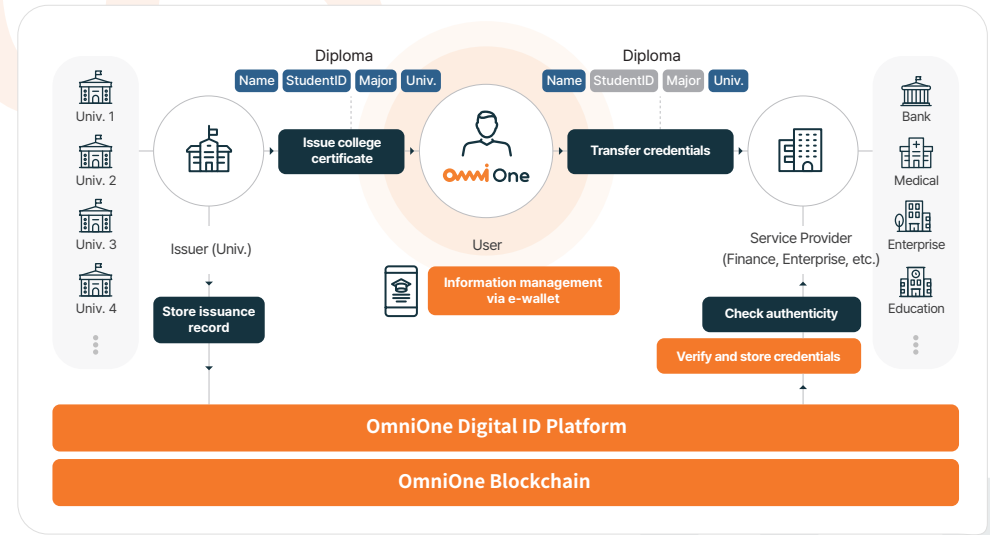 Diploma
Name StudentID Major Univ.
Diploma
Name StudentID Major Univ.
Univ. 1
Univ. 2
Univ. 3
Univ. 4
Issue college
certificate
Omni One
Transfer credentials
Bank
Medical
Enterprise
Education
Issuer (Univ.)
User
Service Provider
(Finance, Enterprise, etc.)
Store issuance
record
Information management
via e-wallet
Check authenticity
Verify and store credentials
OmniOne Digital ID Platform
OmniOne Blockchain